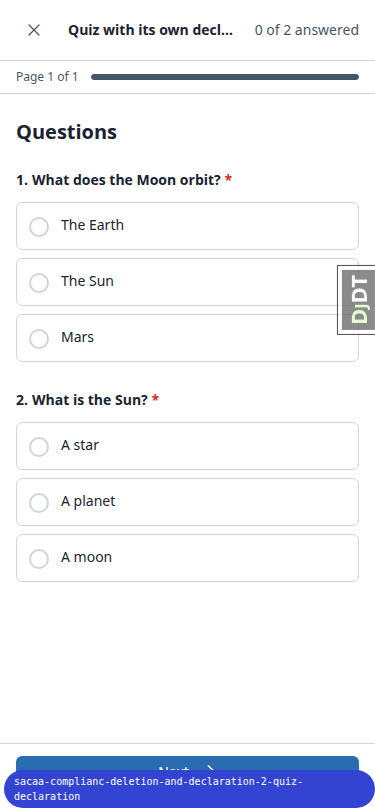 Quiz with its own decl...
0 of 2 answered
Page 1 of 1
Questions
1. What does the Moon orbit? *
The Earth
The Sun
Mars
DjDT
2. What is the Sun? *
A star
A planet
A moon
Next
sacaa-complianc-deletion-and-declaration-2-quiz-
declaration